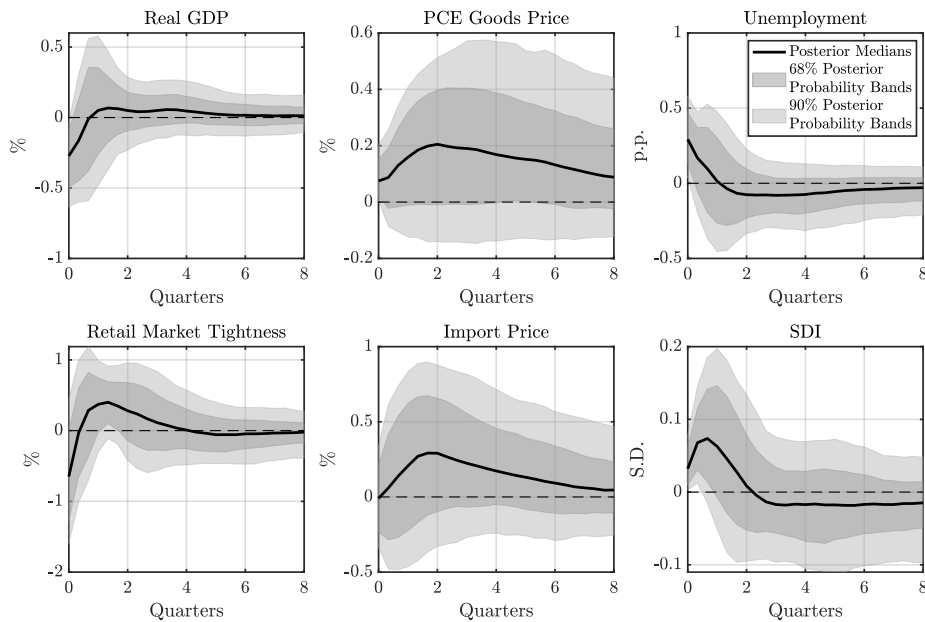 Real GDP
0.5
0
-0.5
-1
%
0 2 4 6 8
Quarters
PCE Goods Price
0.6
0.4
0.2
0
0.2
%
0 2 4 6 8
Quarters
Unemployment
1
0.5
0
-0.5
p.p.
Posterior Medians
68% Posterior
Probability Bands
90% Posterior
Probability Bands
0 2 4 6 8
Quarters
Retail Market Tightness
1
0
-1
-2
%
0 2 4 6 8
Quarters
Import Price
1
0.5
0
-0.5
%
0 2 4 6 8
Quarters
SDI
0.2
0.1
0
-0.1
S.D.
0 2 4 6 8
Quarters